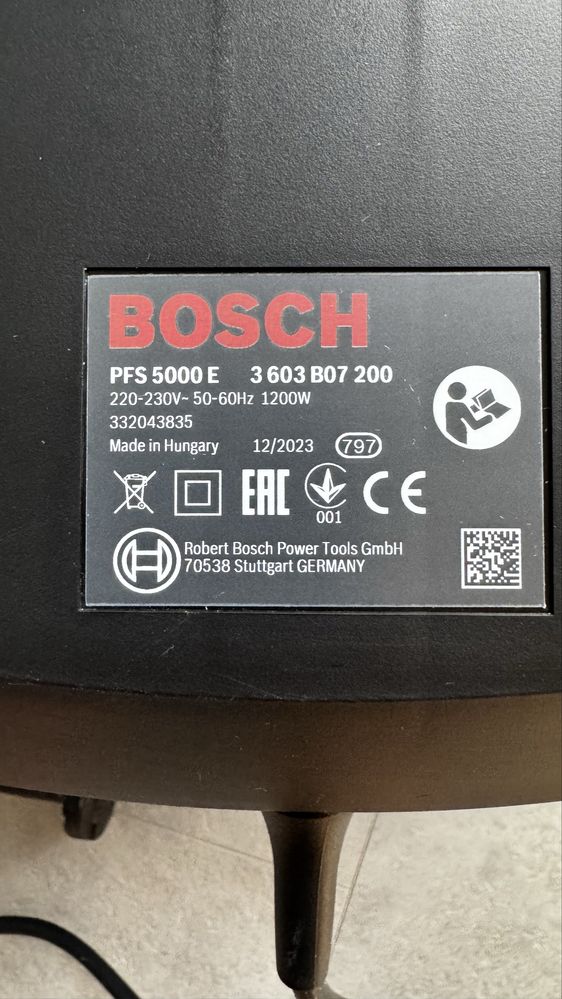 BOSCH
PFS 5000 E 3 603 B07 200
220-230V~ 50-60Hz 1200W
332043835
Made in Hungary 12/2023 797
EAC
001
CE
Robert Bosch Power Tools GmbH
70538 Stuttgart GERMANY